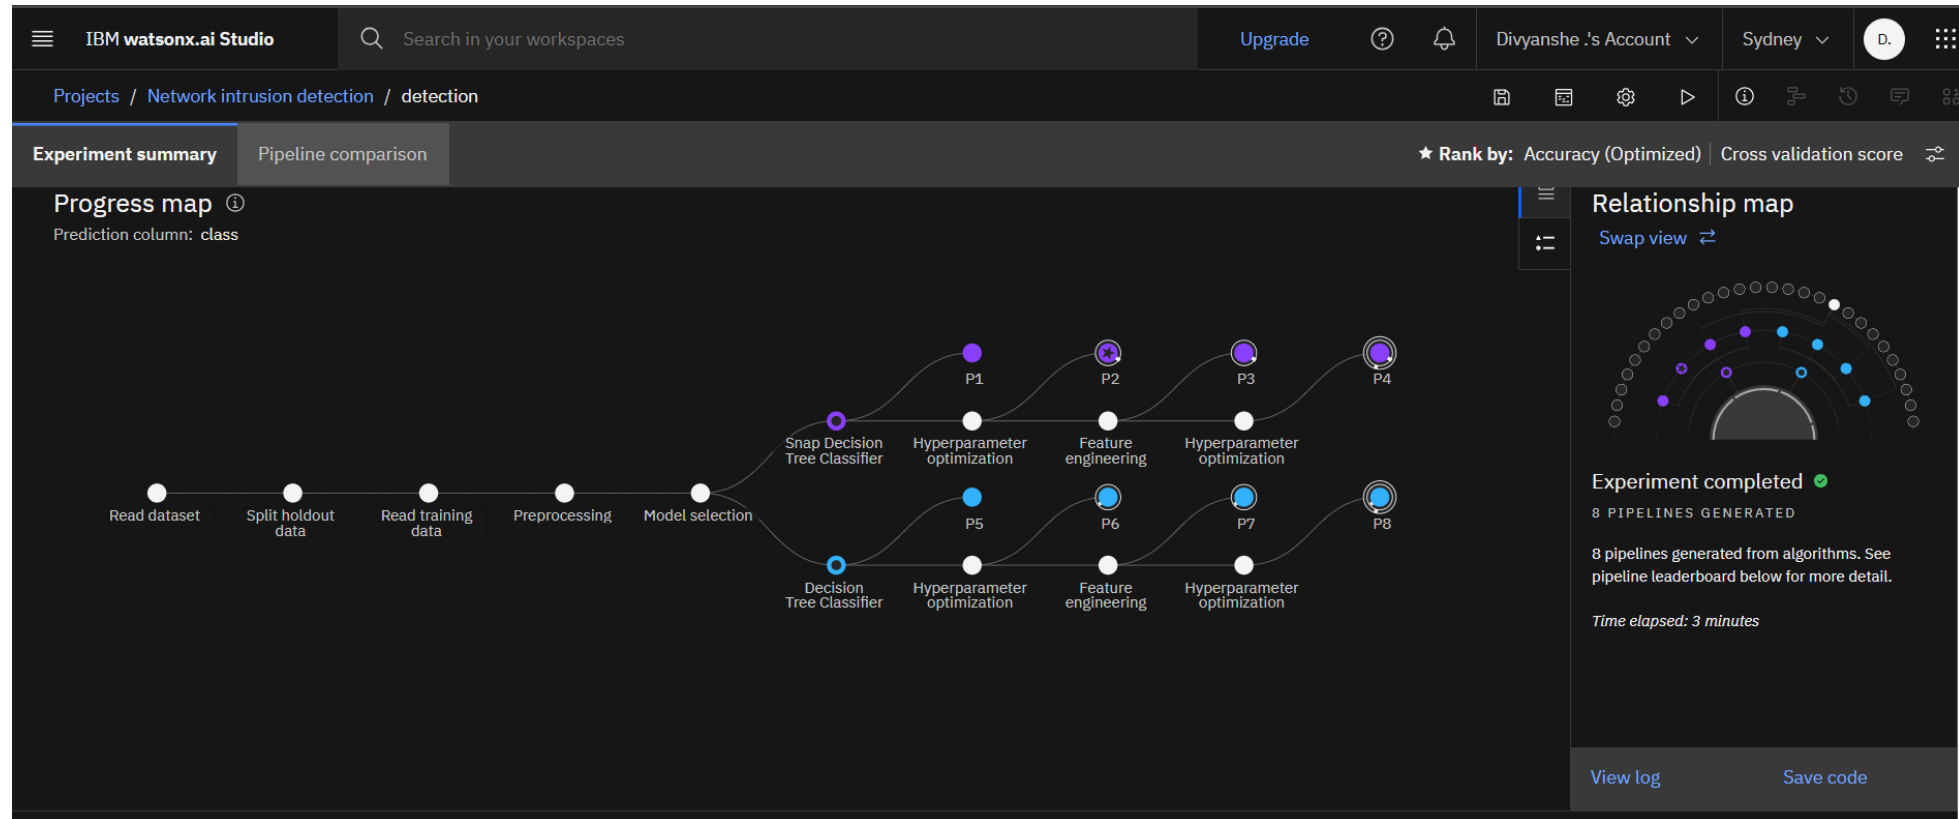 IBM watsonx.ai Studio
Search in your workspaces
Upgrade
Divyanshe .'s Account
Sydney
D.
Projects / Network intrusion detection / detection
Experiment summary
Pipeline comparison
Rank by: Accuracy (Optimized) | Cross validation score
Progress map
Prediction column: class
P1
P2
P3
P4
Snap Decision
Tree Classifier
Hyperparameter
optimization
Feature
engineering
Hyperparameter
optimization
Read dataset
Split holdout
data
Read training
data
Preprocessing
Model selection
P5
P6
P7
P8
Decision
Tree Classifier
Hyperparameter
optimization
Feature
engineering
Hyperparameter
optimization
Relationship map
Swap view
Experiment completed
8 PIPELINES GENERATED
8 pipelines generated from algorithms. See
pipeline leaderboard below for more detail.
Time elapsed: 3 minutes
View log
Save code